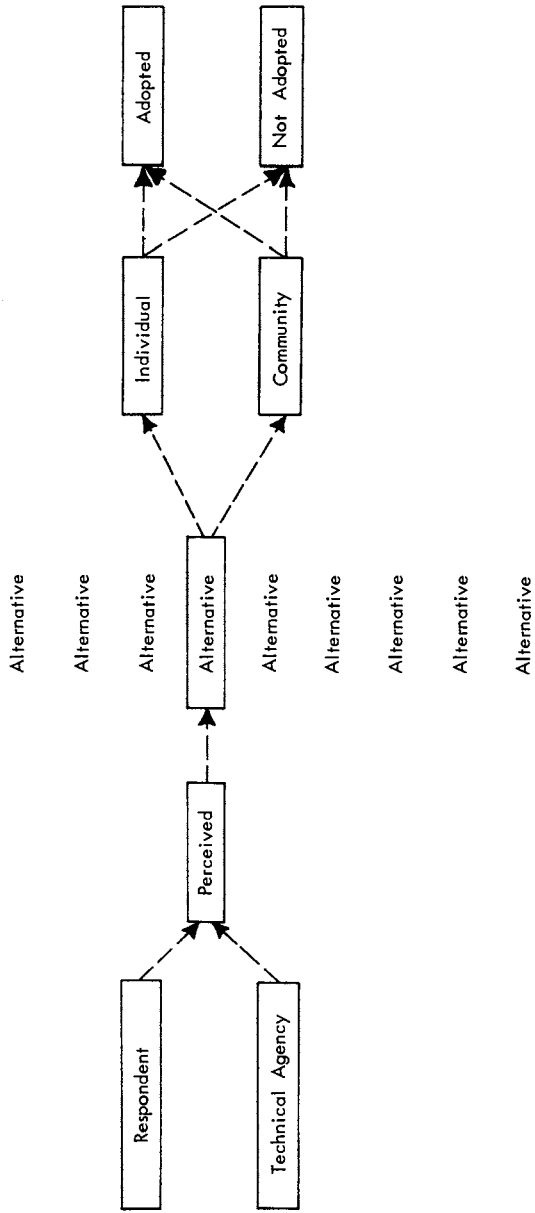 Respondent
Technical Agency
Perceived
Alternative
Alternative
Alternative
Alternative
Alternative
Alternative
Alternative
Alternative
Alternative
Individual
Community
Adopted
Not Adopted